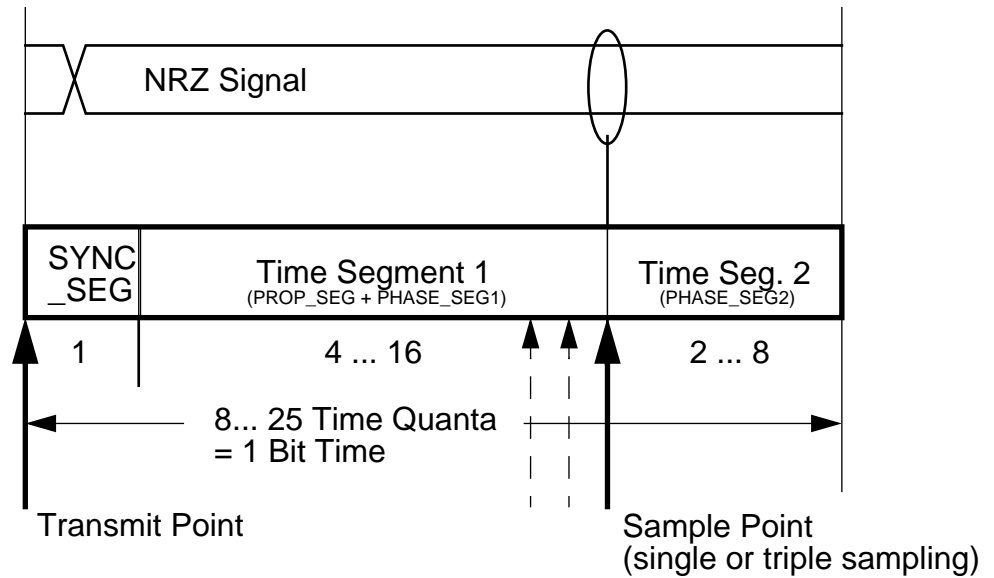 NRZ Signal
SYNC
_SEG
Time Segment 1
(PROP_SEG + PHASE_SEG1)
Time Seg. 2
(PHASE_SEG2)
1
4 ... 16
2 ... 8
8... 25 Time Quanta
= 1 Bit Time
Transmit Point
Sample Point
(single or triple sampling)